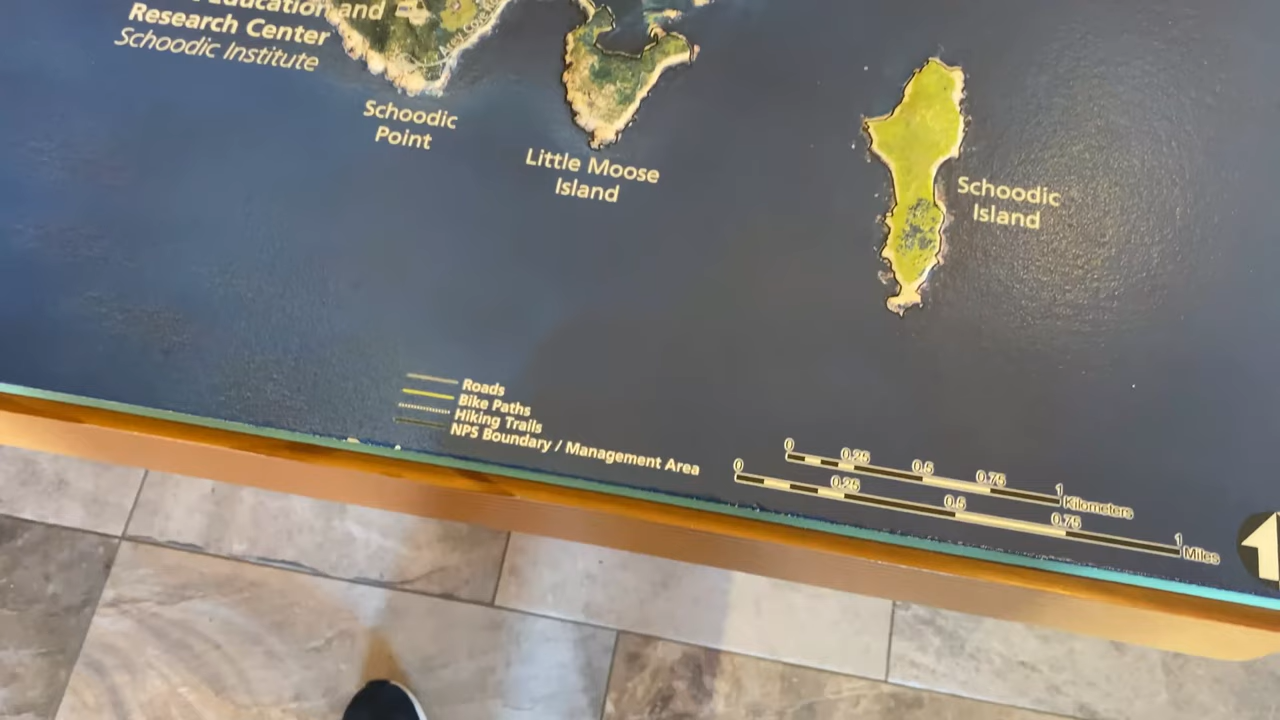 Education and
Research Center
Schoodic Institute
Schoodic
Point
Little Moose
Island
Schoodic
Island
Roads
Bike Paths
Hiking Trails
NPS Boundary / Management Area
0 0.25 0.5 0.75 1 Kilometers
0 0.25 0.5 0.75 1 Miles